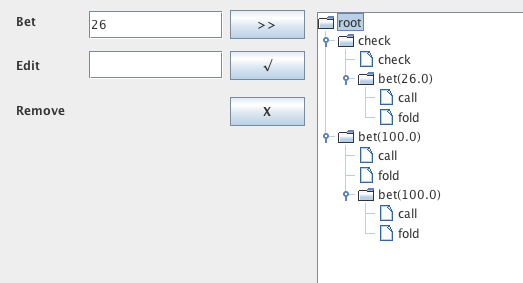 Bet 26 >>
Edit √
Remove X
root
check
check
bet(26.0)
call
fold
bet(100.0)
call
fold
bet(100.0)
call
fold